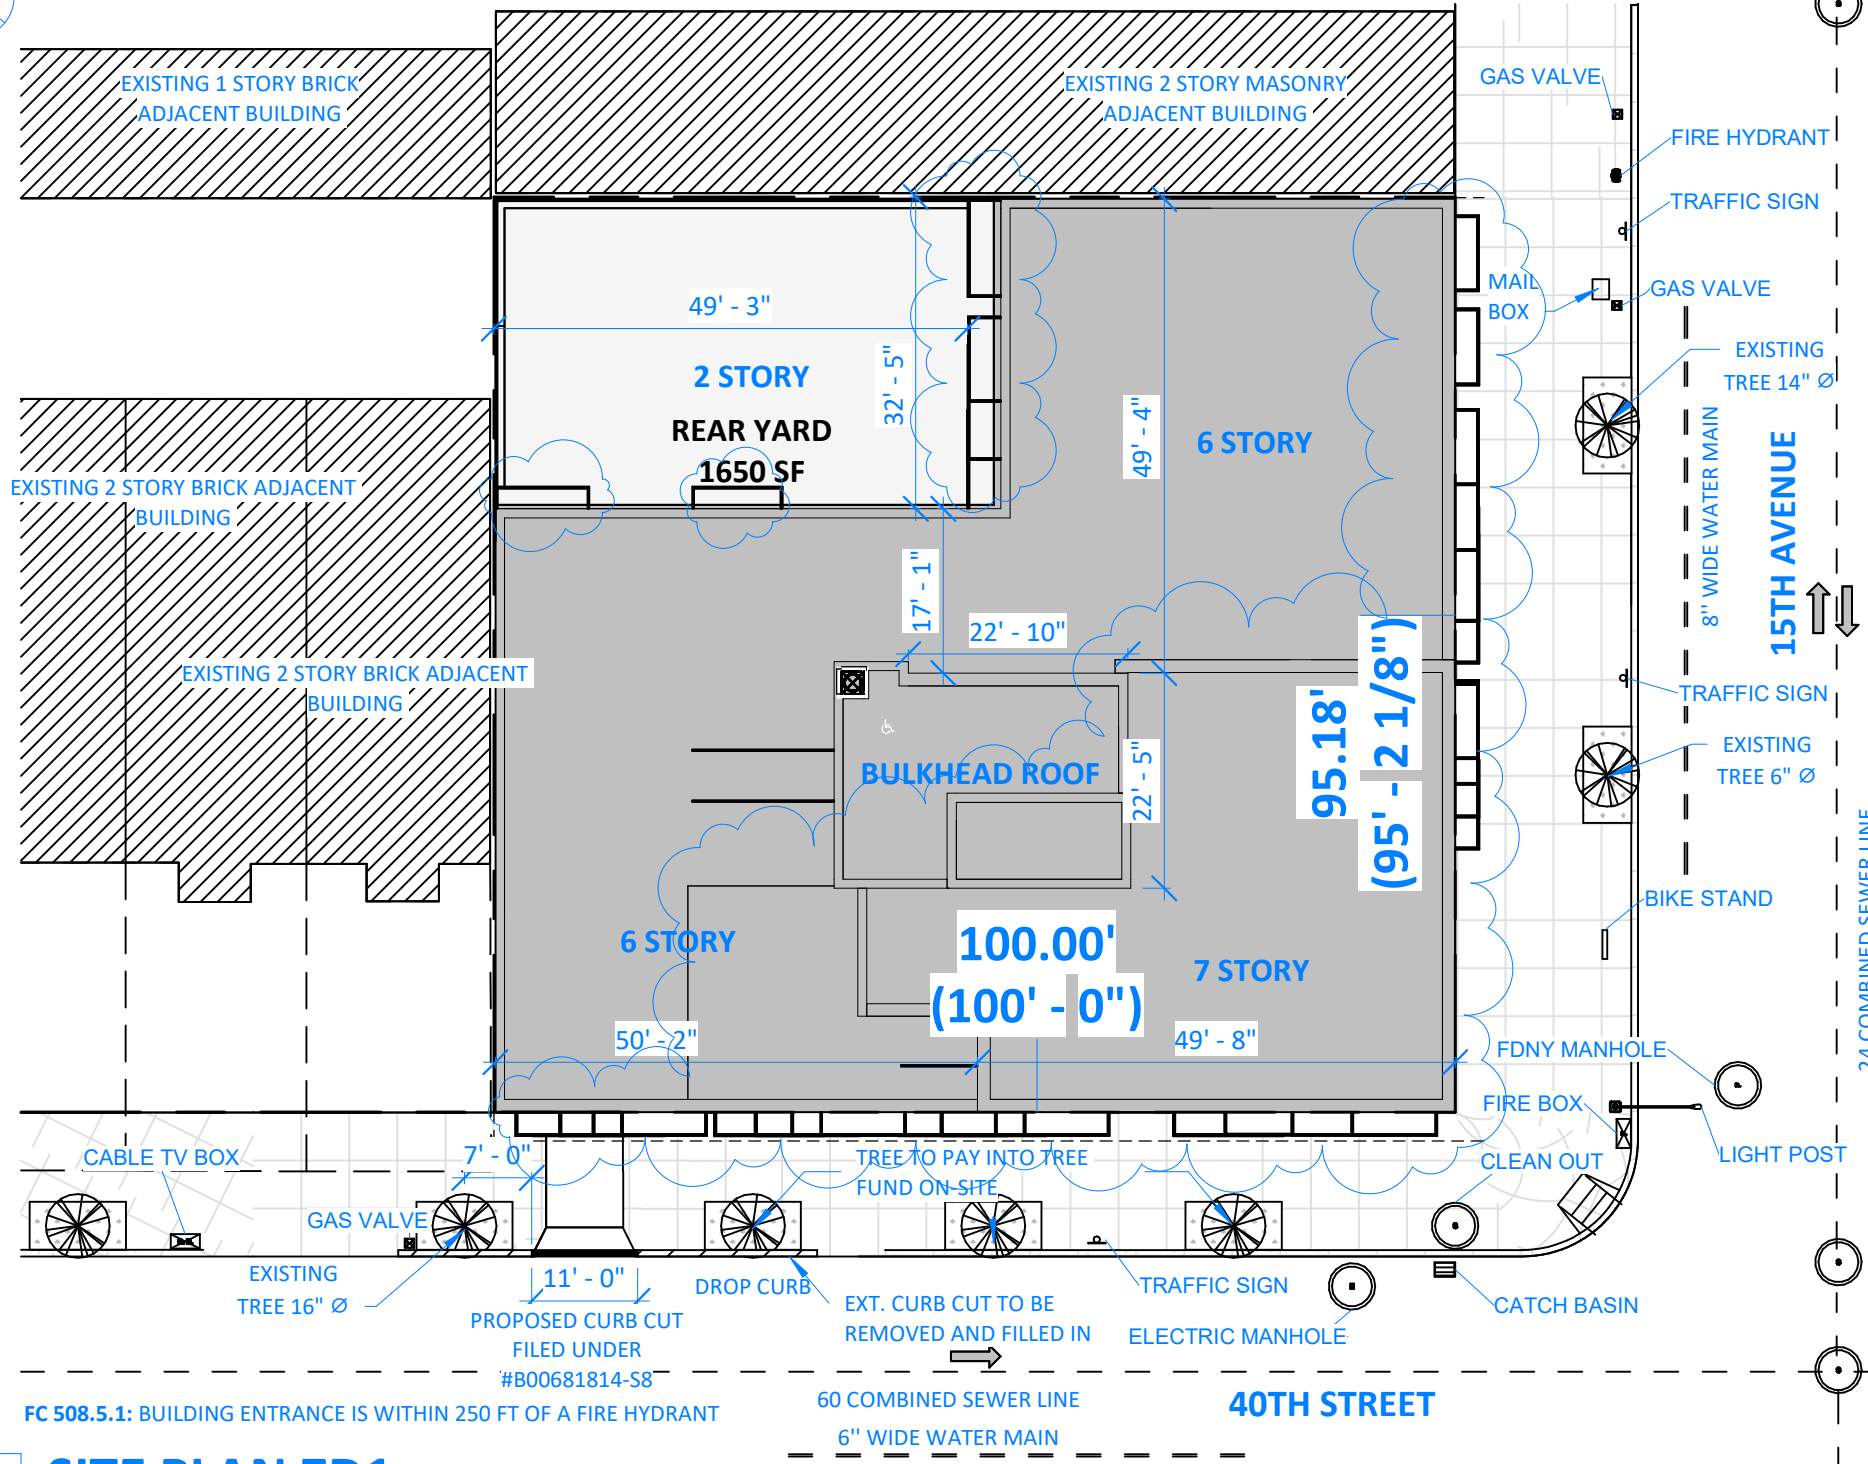 EXISTING 1 STORY BRICK
ADJACENT BUILDING
EXISTING 2 STORY MASONRY
ADJACENT BUILDING
GAS VALVE
FIRE HYDRANT
TRAFFIC SIGN
MAIL
BOX
GAS VALVE
EXISTING
TREE 14" Ø
8'' WIDE WATER MAIN
15TH AVENUE
49' - 3"
2 STORY
REAR YARD
1650 SF
32' - 5"
49' - 4"
6 STORY
EXISTING 2 STORY BRICK ADJACENT
BUILDING
17' - 1"
22' - 10"
EXISTING 2 STORY BRICK ADJACENT
BUILDING
BULKHEAD ROOF
22' - 5"
95.18'
(95' - 2 1/8")
TRAFFIC SIGN
EXISTING
TREE 6" Ø
24 COMBINED SEWER LINE
BIKE STAND
6 STORY
100.00'
(100' - 0")
7 STORY
50' - 2"
49' - 8"
FDNY MANHOLE
FIRE BOX
LIGHT POST
CLEAN OUT
CABLE TV BOX
7' - 0"
TREE TO PAY INTO TREE
FUND ON-SITE
GAS VALVE
EXISTING
TREE 16" Ø
11' - 0"
DROP CURB
TRAFFIC SIGN
CATCH BASIN
PROPOSED CURB CUT
FILED UNDER
#B00681814-S8
EXT. CURB CUT TO BE
REMOVED AND FILLED IN
ELECTRIC MANHOLE
FC 508.5.1: BUILDING ENTRANCE IS WITHIN 250 FT OF A FIRE HYDRANT
60 COMBINED SEWER LINE
40TH STREET
6'' WIDE WATER MAIN
SITE PLAN ZD1